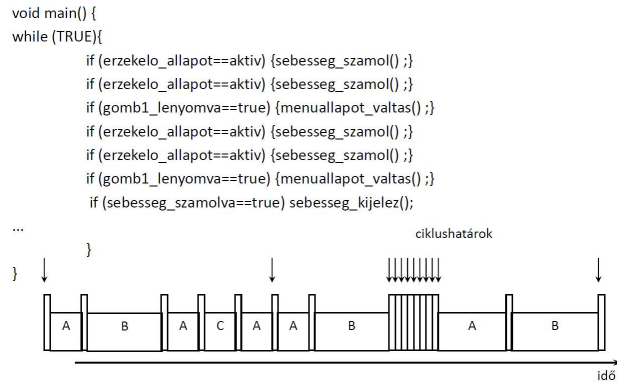 void main() {
while (TRUE){
if (erzekelo_allapot==aktiv) {sebesseg_szamol() ;}
if (erzekelo_allapot==aktiv) {sebesseg_szamol() ;}
if (gomb1_lenyomva==true) {menuallapot_valtas() ;}
if (erzekelo_allapot==aktiv) {sebesseg_szamol() ;}
if (erzekelo_allapot==aktiv) {sebesseg_szamol() ;}
if (gomb1_lenyomva==true) {menuallapot_valtas() ;}
if (sebesseg_szamolva==true) sebesseg_kijelez();
...
ciklushatárok
}
}
A B A C A A B A B
idő